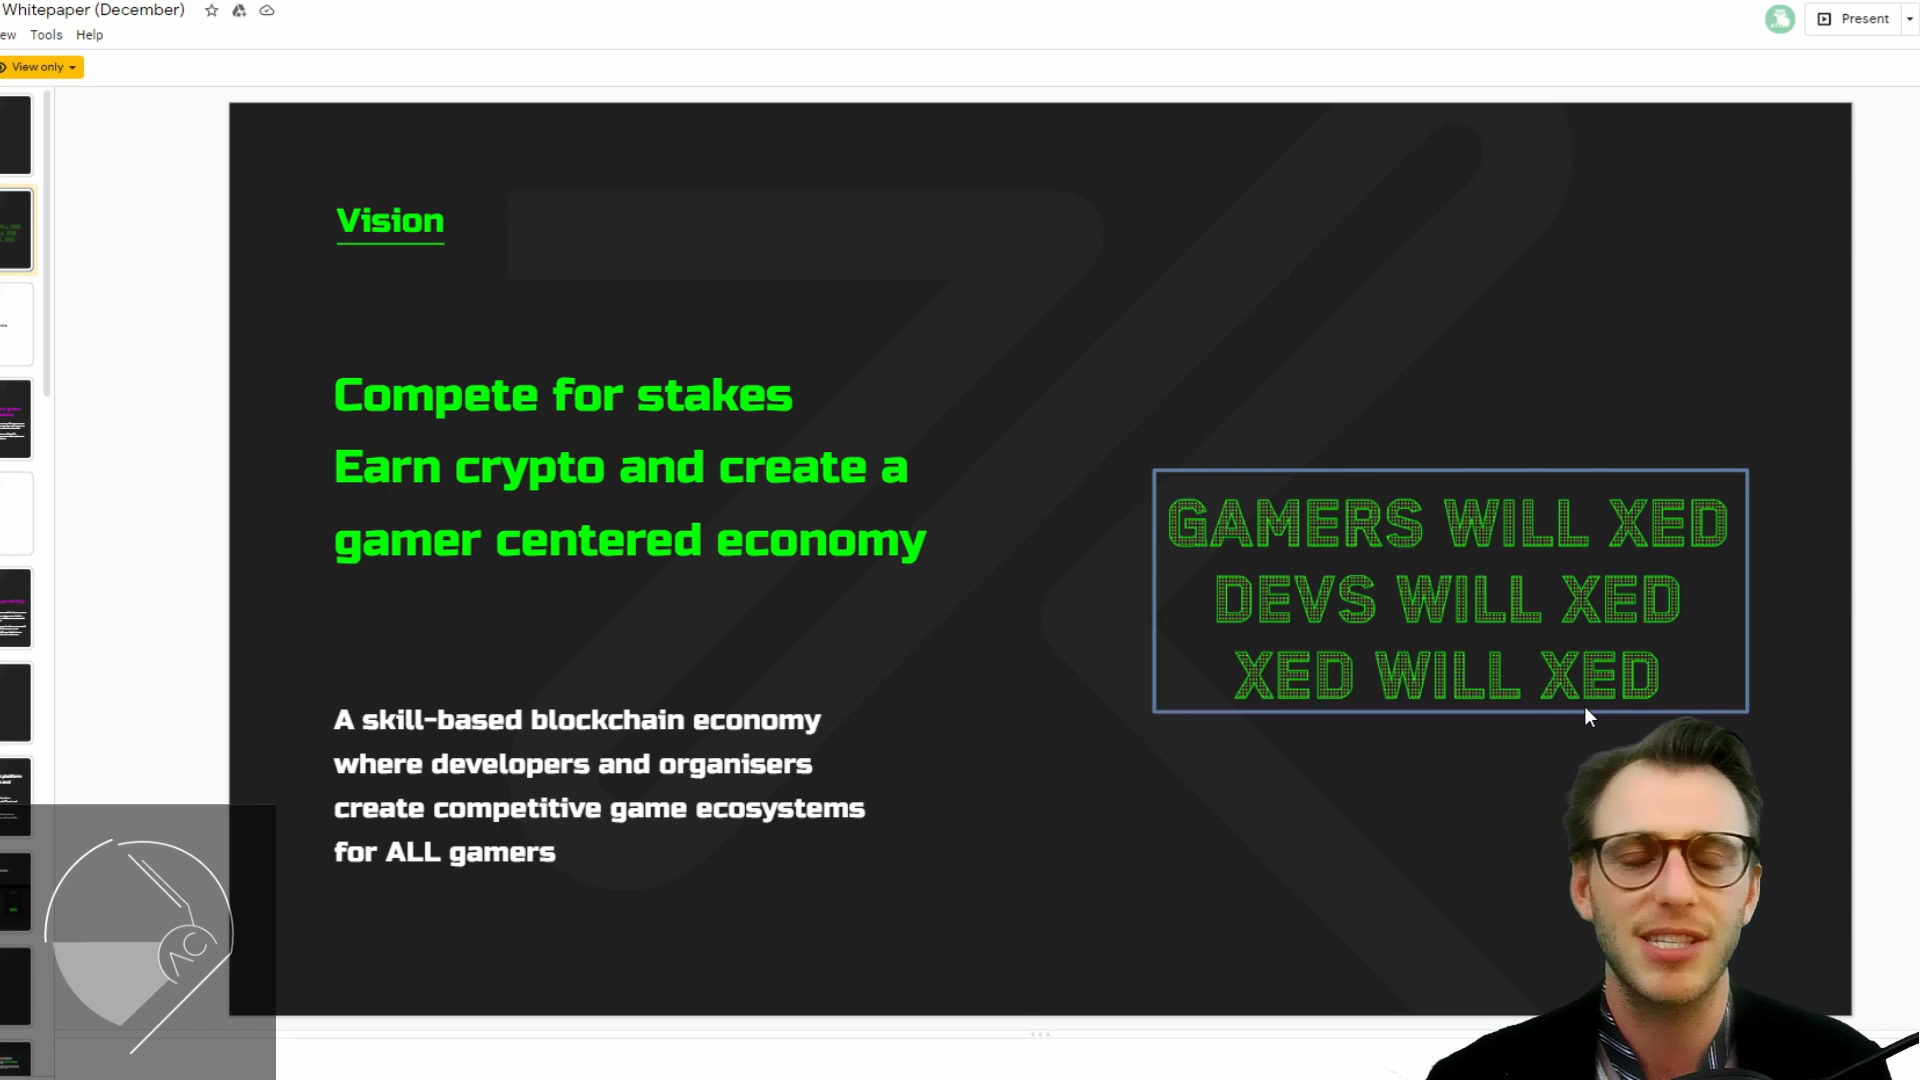 Whitepaper (December)
Present
ew Tools Help
View only
Vision
Compete for stakes
Earn crypto and create a
gamer centered economy
GAMERS WILL XED
DEVS WILL XED
XED WILL XED
A skill-based blockchain economy
where developers and organisers
create competitive game ecosystems
for ALL gamers
AC